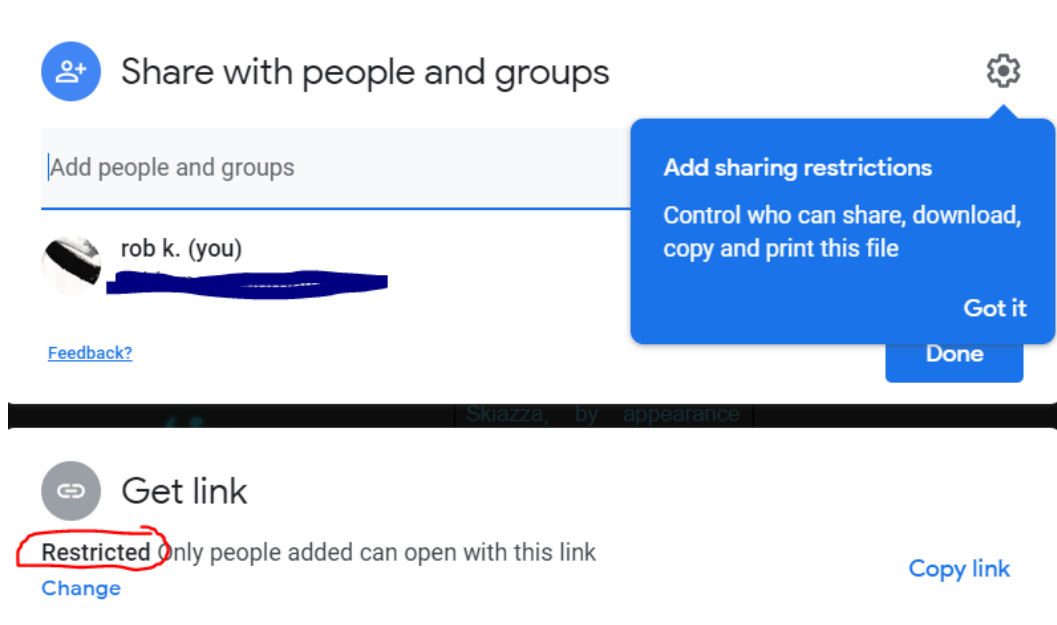 Share with people and groups
Add people and groups
Add sharing restrictions
Control who can share, download,
copy and print this file
Got it
rob k. (you)
Feedback?
Done
Skiazza, by appearance
Get link
Restricted Only people added can open with this link
Change
Copy link